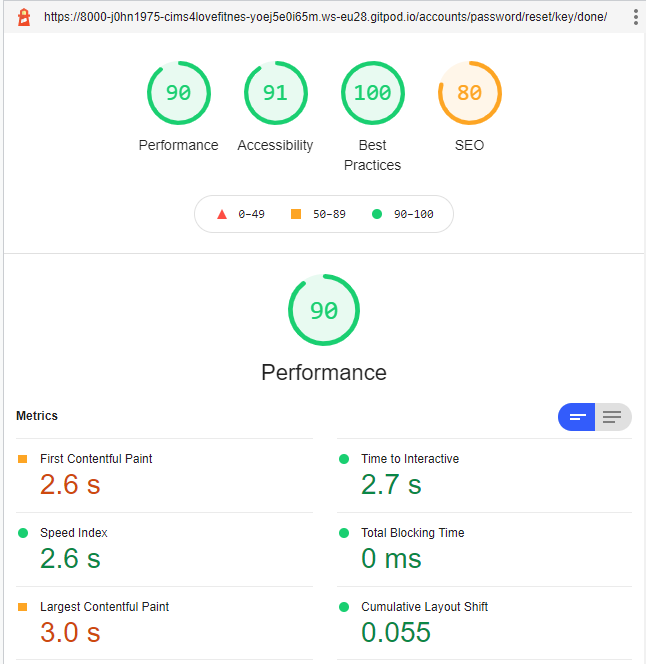 https://8000-j0hn1975-cims4lovefitnes-yoej5e0i65m.ws-eu28.gitpod.io/accounts/password/reset/key/done/
90 91 100 80
Performance Accessibility Best Practices SEO
0–49 50–89 90–100
90
Performance
Metrics
First Contentful Paint
2.6 s
Time to Interactive
2.7 s
Speed Index
2.6 s
Total Blocking Time
0 ms
Largest Contentful Paint
3.0 s
Cumulative Layout Shift
0.055